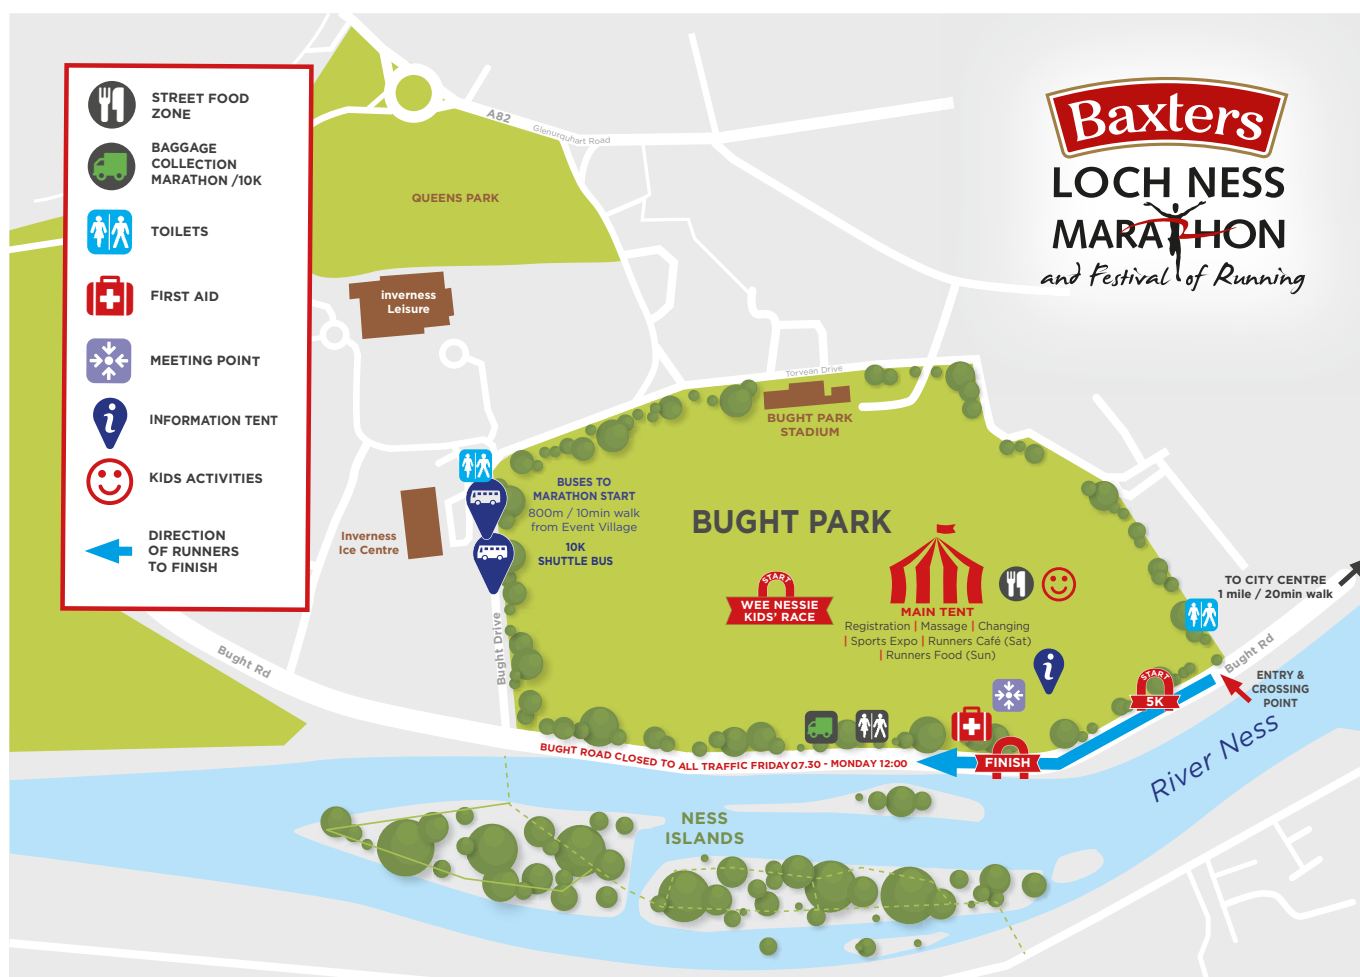 STREET FOOD
ZONE
BAGGAGE
COLLECTION
MARATHON /10K
TOILETS
FIRST AID
MEETING POINT
INFORMATION TENT
KIDS ACTIVITIES
DIRECTION
OF RUNNERS
TO FINISH
A82
Glenurquhart Road
QUEENS PARK
inverness
Leisure
Baxters
LOCH NESS
MARATHON
and Festival of Running
Torvean Drive
BUGHT PARK
STADIUM
BUSES TO
MARATHON START
800m / 10min walk
from Event Village
10K
SHUTTLE BUS
Inverness
Ice Centre
BUGHT PARK
START
WEE NESSIE
KIDS' RACE
MAIN TENT
Registration | Massage | Changing
| Sports Expo | Runners Café (Sat)
| Runners Food (Sun)
TO CITY CENTRE
1 mile / 20min walk
Bught Rd
Bught Drive
Bught Rd
ENTRY &
CROSSING
POINT
START
5K
FINISH
BUGHT ROAD CLOSED TO ALL TRAFFIC FRIDAY 07.30 - MONDAY 12:00
River Ness
NESS
ISLANDS